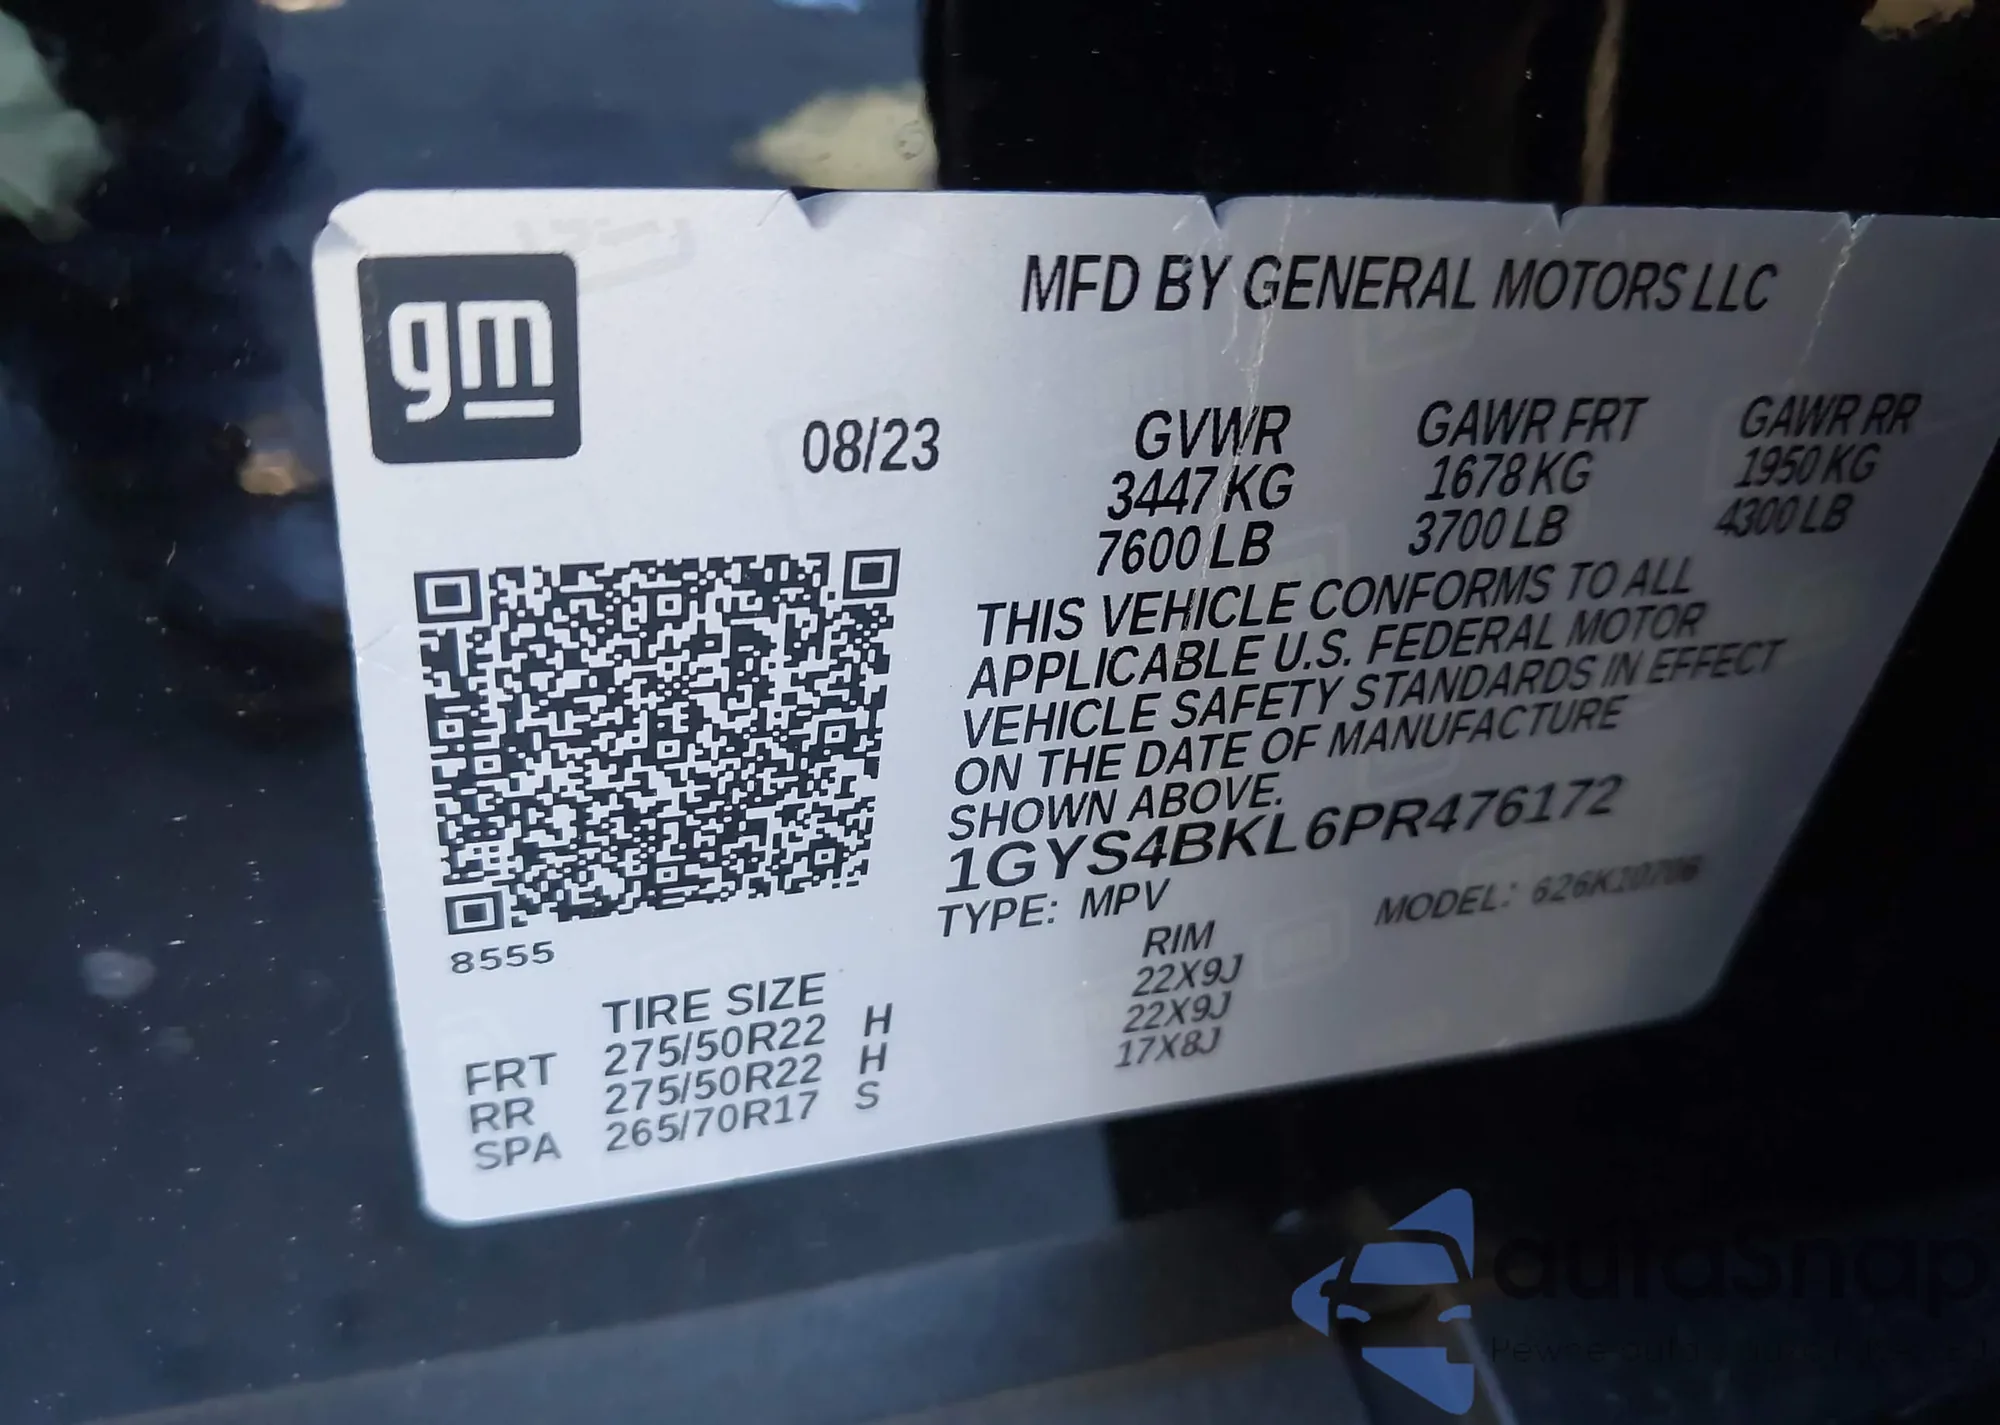 gm
MFD BY GENERAL MOTORS LLC
08/23 GVWR GAWR FRT GAWR RR
3447 KG 1678 KG 1950 KG
7600 LB 3700 LB 4300 LB
THIS VEHICLE CONFORMS TO ALL
APPLICABLE U.S. FEDERAL MOTOR
VEHICLE SAFETY STANDARDS IN EFFECT
ON THE DATE OF MANUFACTURE
SHOWN ABOVE.
1GYS4BKL6PR476172
TYPE: MPV MODEL: 626K10706
8555
TIRE SIZE RIM
FRT 275/50R22 H 22X9J
RR 275/50R22 H 22X9J
SPA 265/70R17 S 17X8J
aurasnap